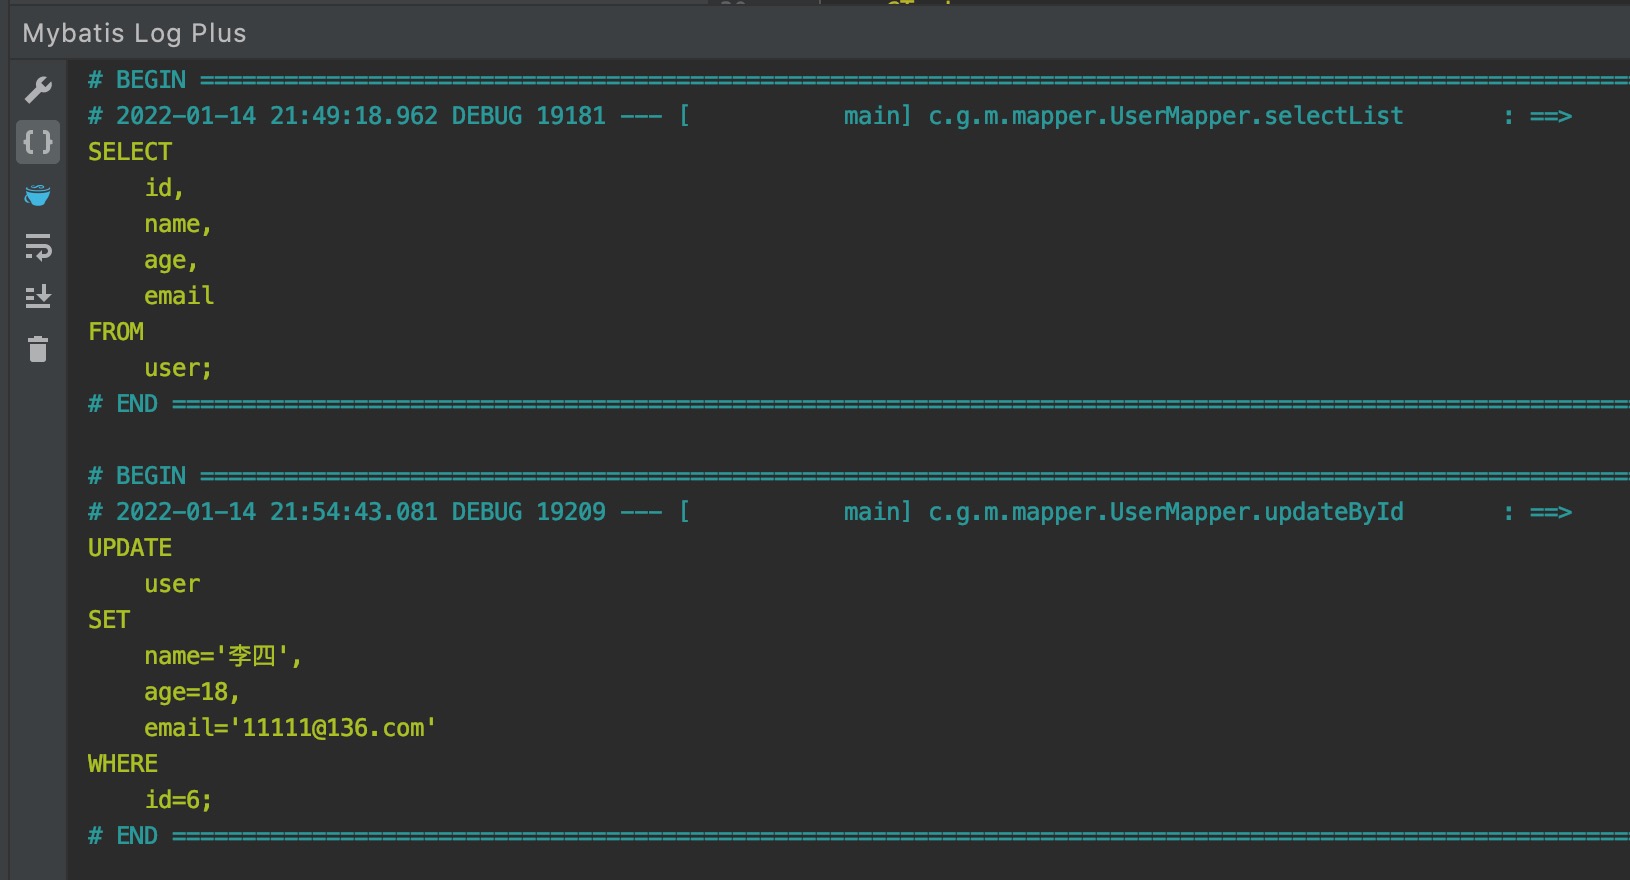 Mybatis Log Plus
# BEGIN ==========================================================================================================
# 2022-01-14 21:49:18.962 DEBUG 19181 --- [           main] c.g.m.mapper.UserMapper.selectList       : ==>
SELECT
    id,
    name,
    age,
    email
FROM
    user;
# END ============================================================================================================
# BEGIN ==========================================================================================================
# 2022-01-14 21:54:43.081 DEBUG 19209 --- [           main] c.g.m.mapper.UserMapper.updateById       : ==>
UPDATE
    user
SET
    name='李四',
    age=18,
    email='11111@136.com'
WHERE
    id=6;
# END ============================================================================================================